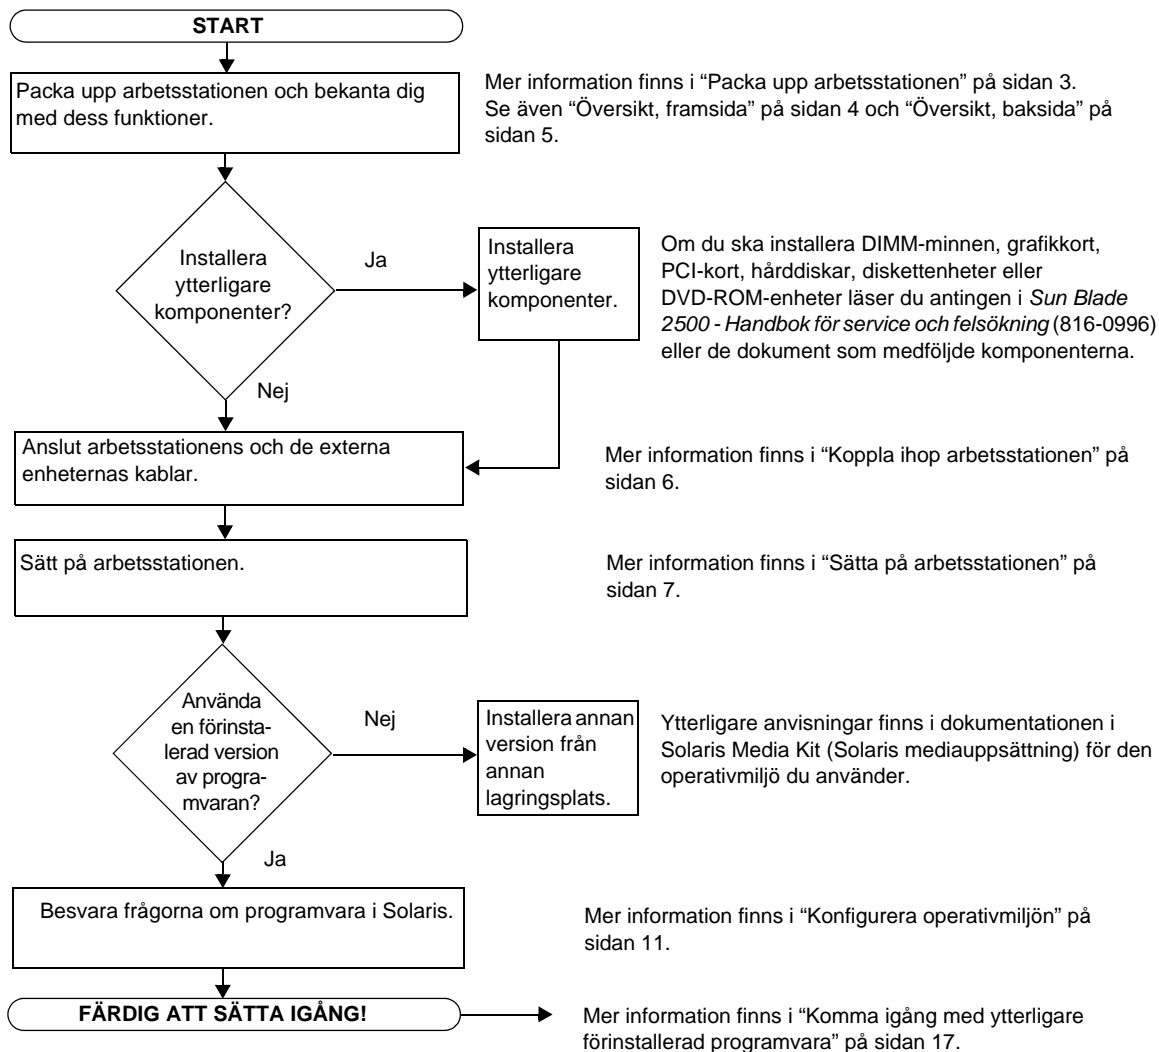 START
Packa upp arbetsstationen och bekanta dig
med dess funktioner.
Mer information finns i “Packa upp arbetsstationen” på sidan 3.
Se även “Översikt, framsida” på sidan 4 och “Översikt, baksida” på
sidan 5.
Installera
ytterligare
komponenter?
Ja
Nej
Installera
ytterligare
komponenter.
Om du ska installera DIMM-minnen, grafikkort,
PCI-kort, hårddiskar, diskettenheter eller
DVD-ROM-enheter läser du antingen i Sun Blade
2500 - Handbok för service och felsökning (816-0996)
eller de dokument som medföljde komponenterna.
Anslut arbetsstationens och de externa
enheternas kablar.
Mer information finns i “Koppla ihop arbetsstationen” på
sidan 6.
Sätt på arbetsstationen.
Mer information finns i “Sätta på arbetsstationen” på
sidan 7.
Använda
en förinsta-
lerad version
av progra-
mvaran?
Nej
Ja
Installera annan
version från
annan
lagringsplats.
Ytterligare anvisningar finns i dokumentationen i
Solaris Media Kit (Solaris mediauppsättning) för den
operativmiljö du använder.
Besvara frågorna om programvara i Solaris.
Mer information finns i “Konfigurera operativmiljön” på
sidan 11.
FÄRDIG ATT SÄTTA IGÅNG!
Mer information finns i “Komma igång med ytterligare
förinstallerad programvara” på sidan 17.